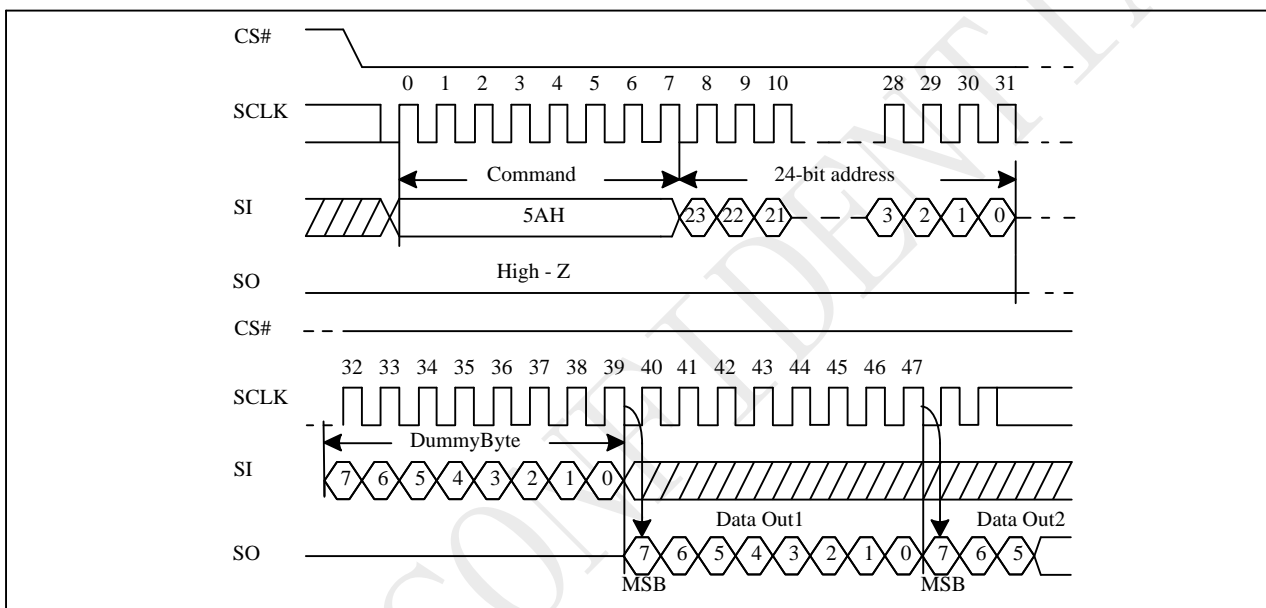 CS#
0 1 2 3 4 5 6 7 8 9 10 28 29 30 31
SCLK
Command 24-bit address
SI 5AH 23 22 21 3 2 1 0
SO High - Z
CS#
32 33 34 35 36 37 38 39 40 41 42 43 44 45 46 47
SCLK
DummyByte
SI 7 6 5 4 3 2 1 0
Data Out1 Data Out2
SO 7 6 5 4 3 2 1 0 7 6 5
MSB MSB